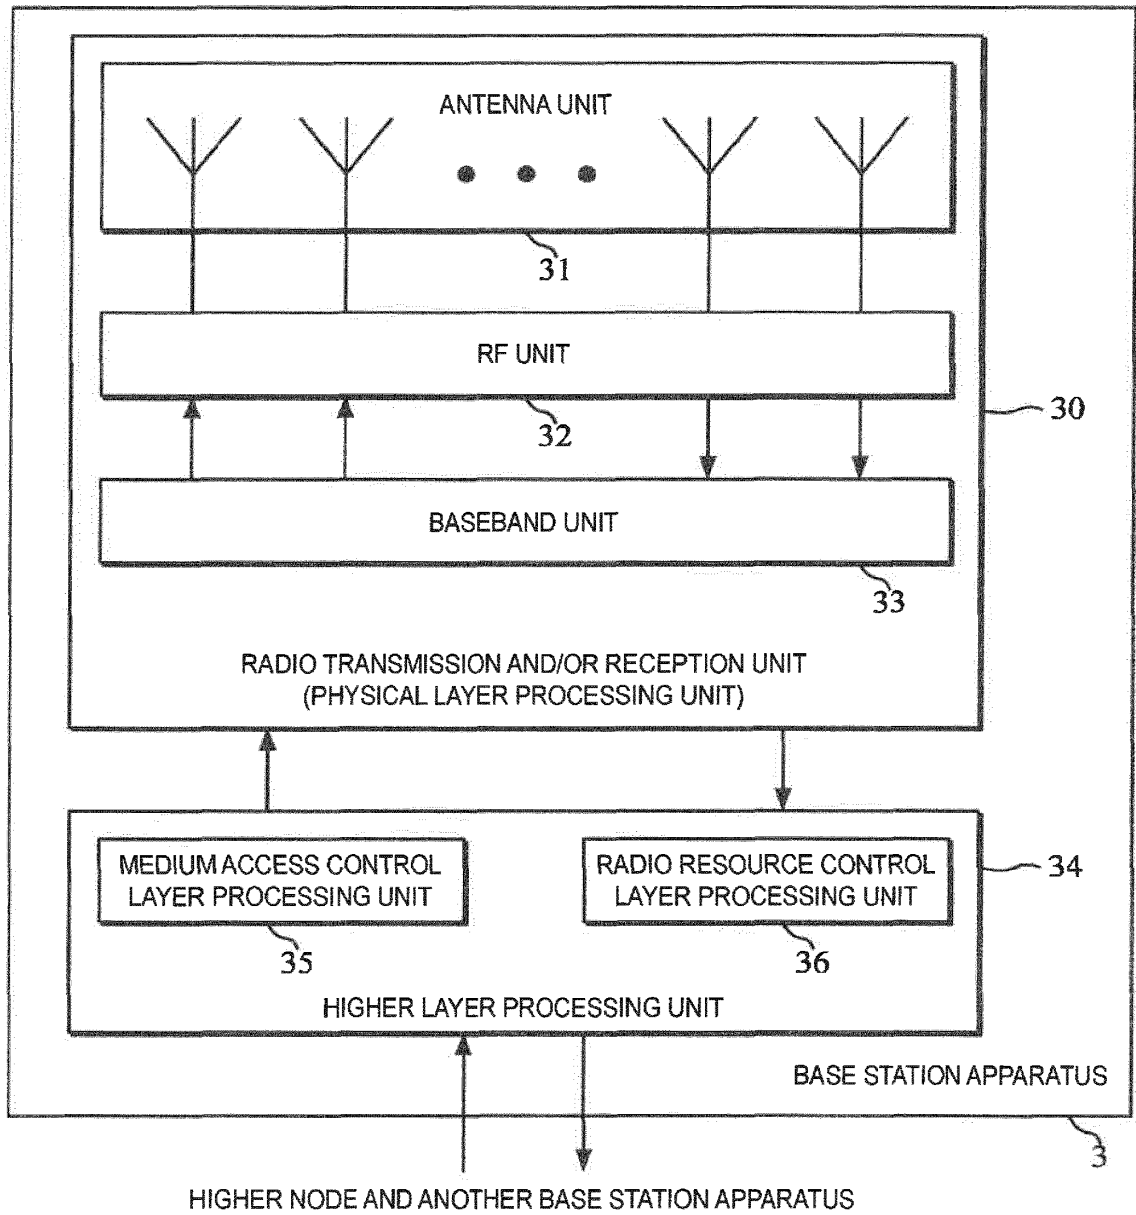 ANTENNA UNIT
31
RF UNIT
32
30
BASEBAND UNIT
33
RADIO TRANSMISSION AND/OR RECEPTION UNIT
(PHYSICAL LAYER PROCESSING UNIT)
MEDIUM ACCESS CONTROL
LAYER PROCESSING UNIT
35
RADIO RESOURCE CONTROL
LAYER PROCESSING UNIT
36
34
HIGHER LAYER PROCESSING UNIT
BASE STATION APPARATUS
3
HIGHER NODE AND ANOTHER BASE STATION APPARATUS